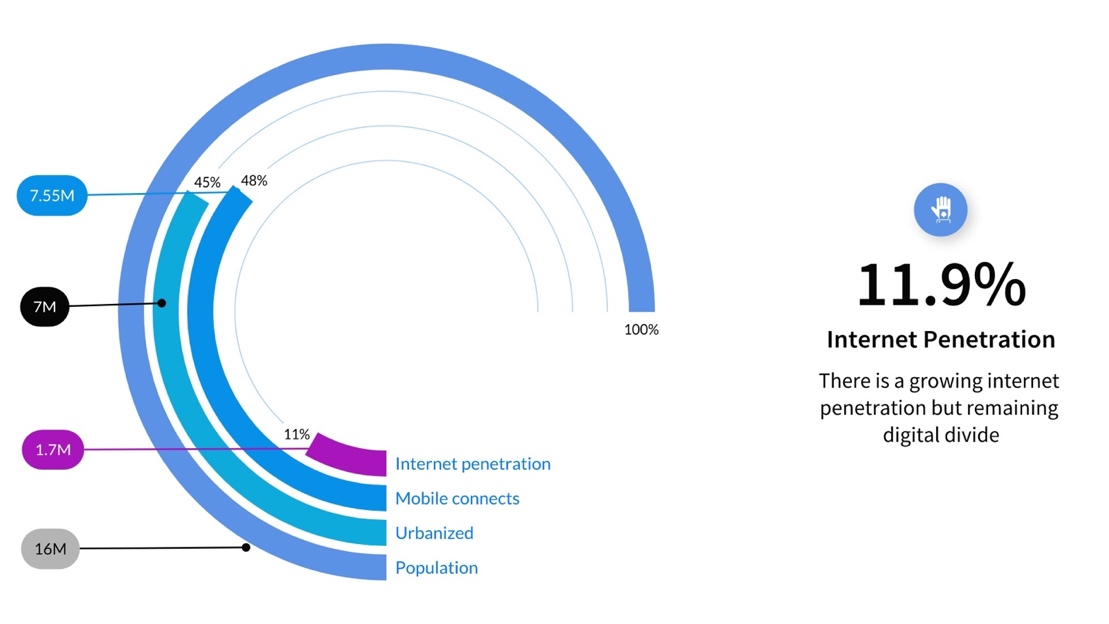 45%
48%
7.55M
7M
100%
11%
1.7M
Internet penetration
Mobile connects
Urbanized
16M
Population
11.9%
Internet Penetration
There is a growing internet
penetration but remaining
digital divide